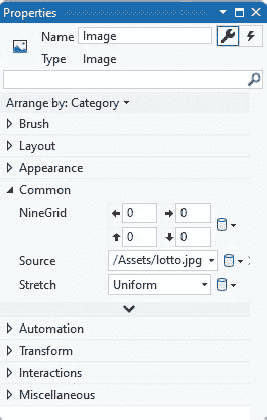 Properties
Name Image
Type Image
Arrange by: Category
Brush
Layout
Appearance
Common
NineGrid 0 0
0 0
Source /Assets/lotto.jpg
Stretch Uniform
Automation
Transform
Interactions
Miscellaneous